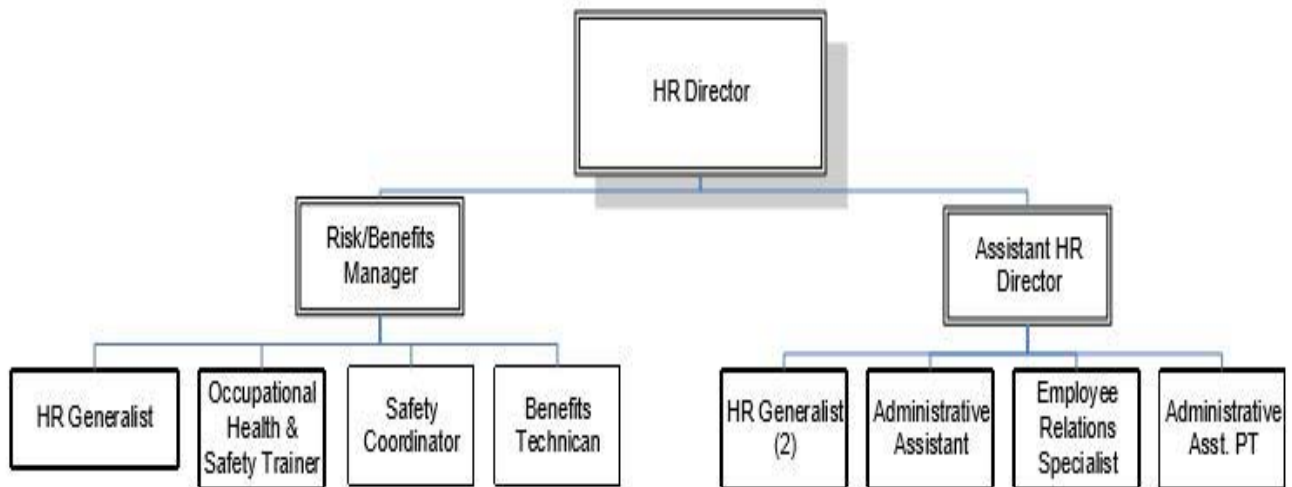 HR Director
Risk/Benefits
Manager
Assistant HR
Director
HR Generalist
Occupational
Health &
Safety Trainer
Safety
Coordinator
Benefits
Technican
HR Generalist
(2)
Administrative
Assistant
Employee
Relations
Specialist
Administrative
Asst. PT